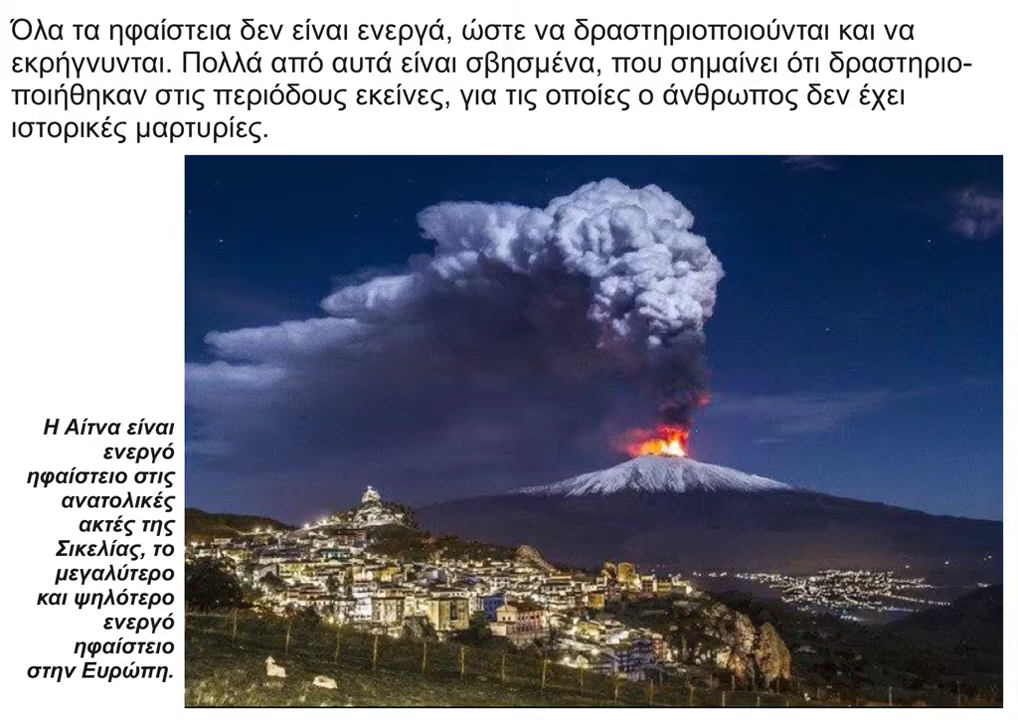 Όλα τα ηφαίστεια δεν είναι ενεργά, ώστε να δραστηριοποιούνται και να
εκρήγνυνται. Πολλά από αυτά είναι σβησμένα, που σημαίνει ότι δραστηριο-
ποιήθηκαν στις περιόδους εκείνες, για τις οποίες ο άνθρωπος δεν έχει
ιστορικές μαρτυρίες.
Η Αίτνα είναι
ενεργό
ηφαίστειο στις
ανατολικές
ακτές της
Σικελίας, το
μεγαλύτερο
και ψηλότερο
ενεργό
ηφαίστειο
στην Ευρώπη.